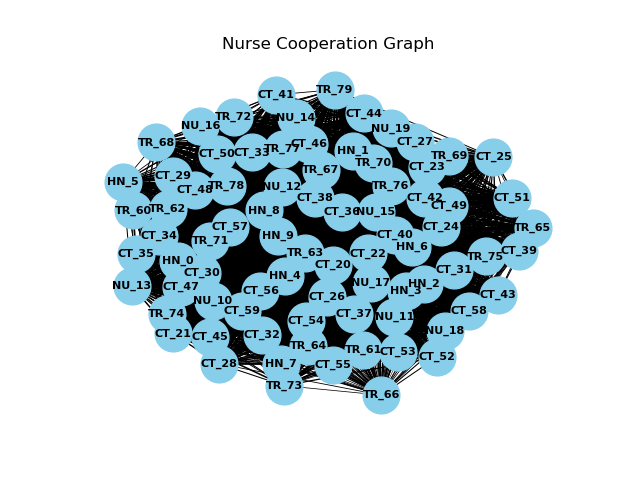 Nurse Cooperation Graph
TR_79
CT_41
CT_44
TR_72
NU_14
NU_16
NU_19
TR_68
CT_46
CT_27
TR_77
HN_1
CT_33
CT_50
TR_69
CT_25
TR_70
CT_23
TR_67
CT_29
HN_5
TR_78
NU_12
TR_76
CT_48
CT_38
CT_42
CT_51
CT_49
TR_62
TR_60
HN_8
CT_36
NU_15
CT_57
CT_24
TR_65
CT_34
CT_40
HN_9
TR_71
HN_6
CT_39
CT_35
TR_63
CT_22
TR_75
HN_0
CT_20
CT_31
CT_30
HN_4
NU_17
HN_2
NU_13
CT_47
CT_56
HN_3
CT_43
CT_26
NU_10
CT_59
CT_58
TR_74
CT_37
NU_11
CT_54
NU_18
CT_21
CT_45
CT_32
TR_64
TR_61
CT_53
CT_52
CT_28
HN_7
CT_55
TR_73
TR_66